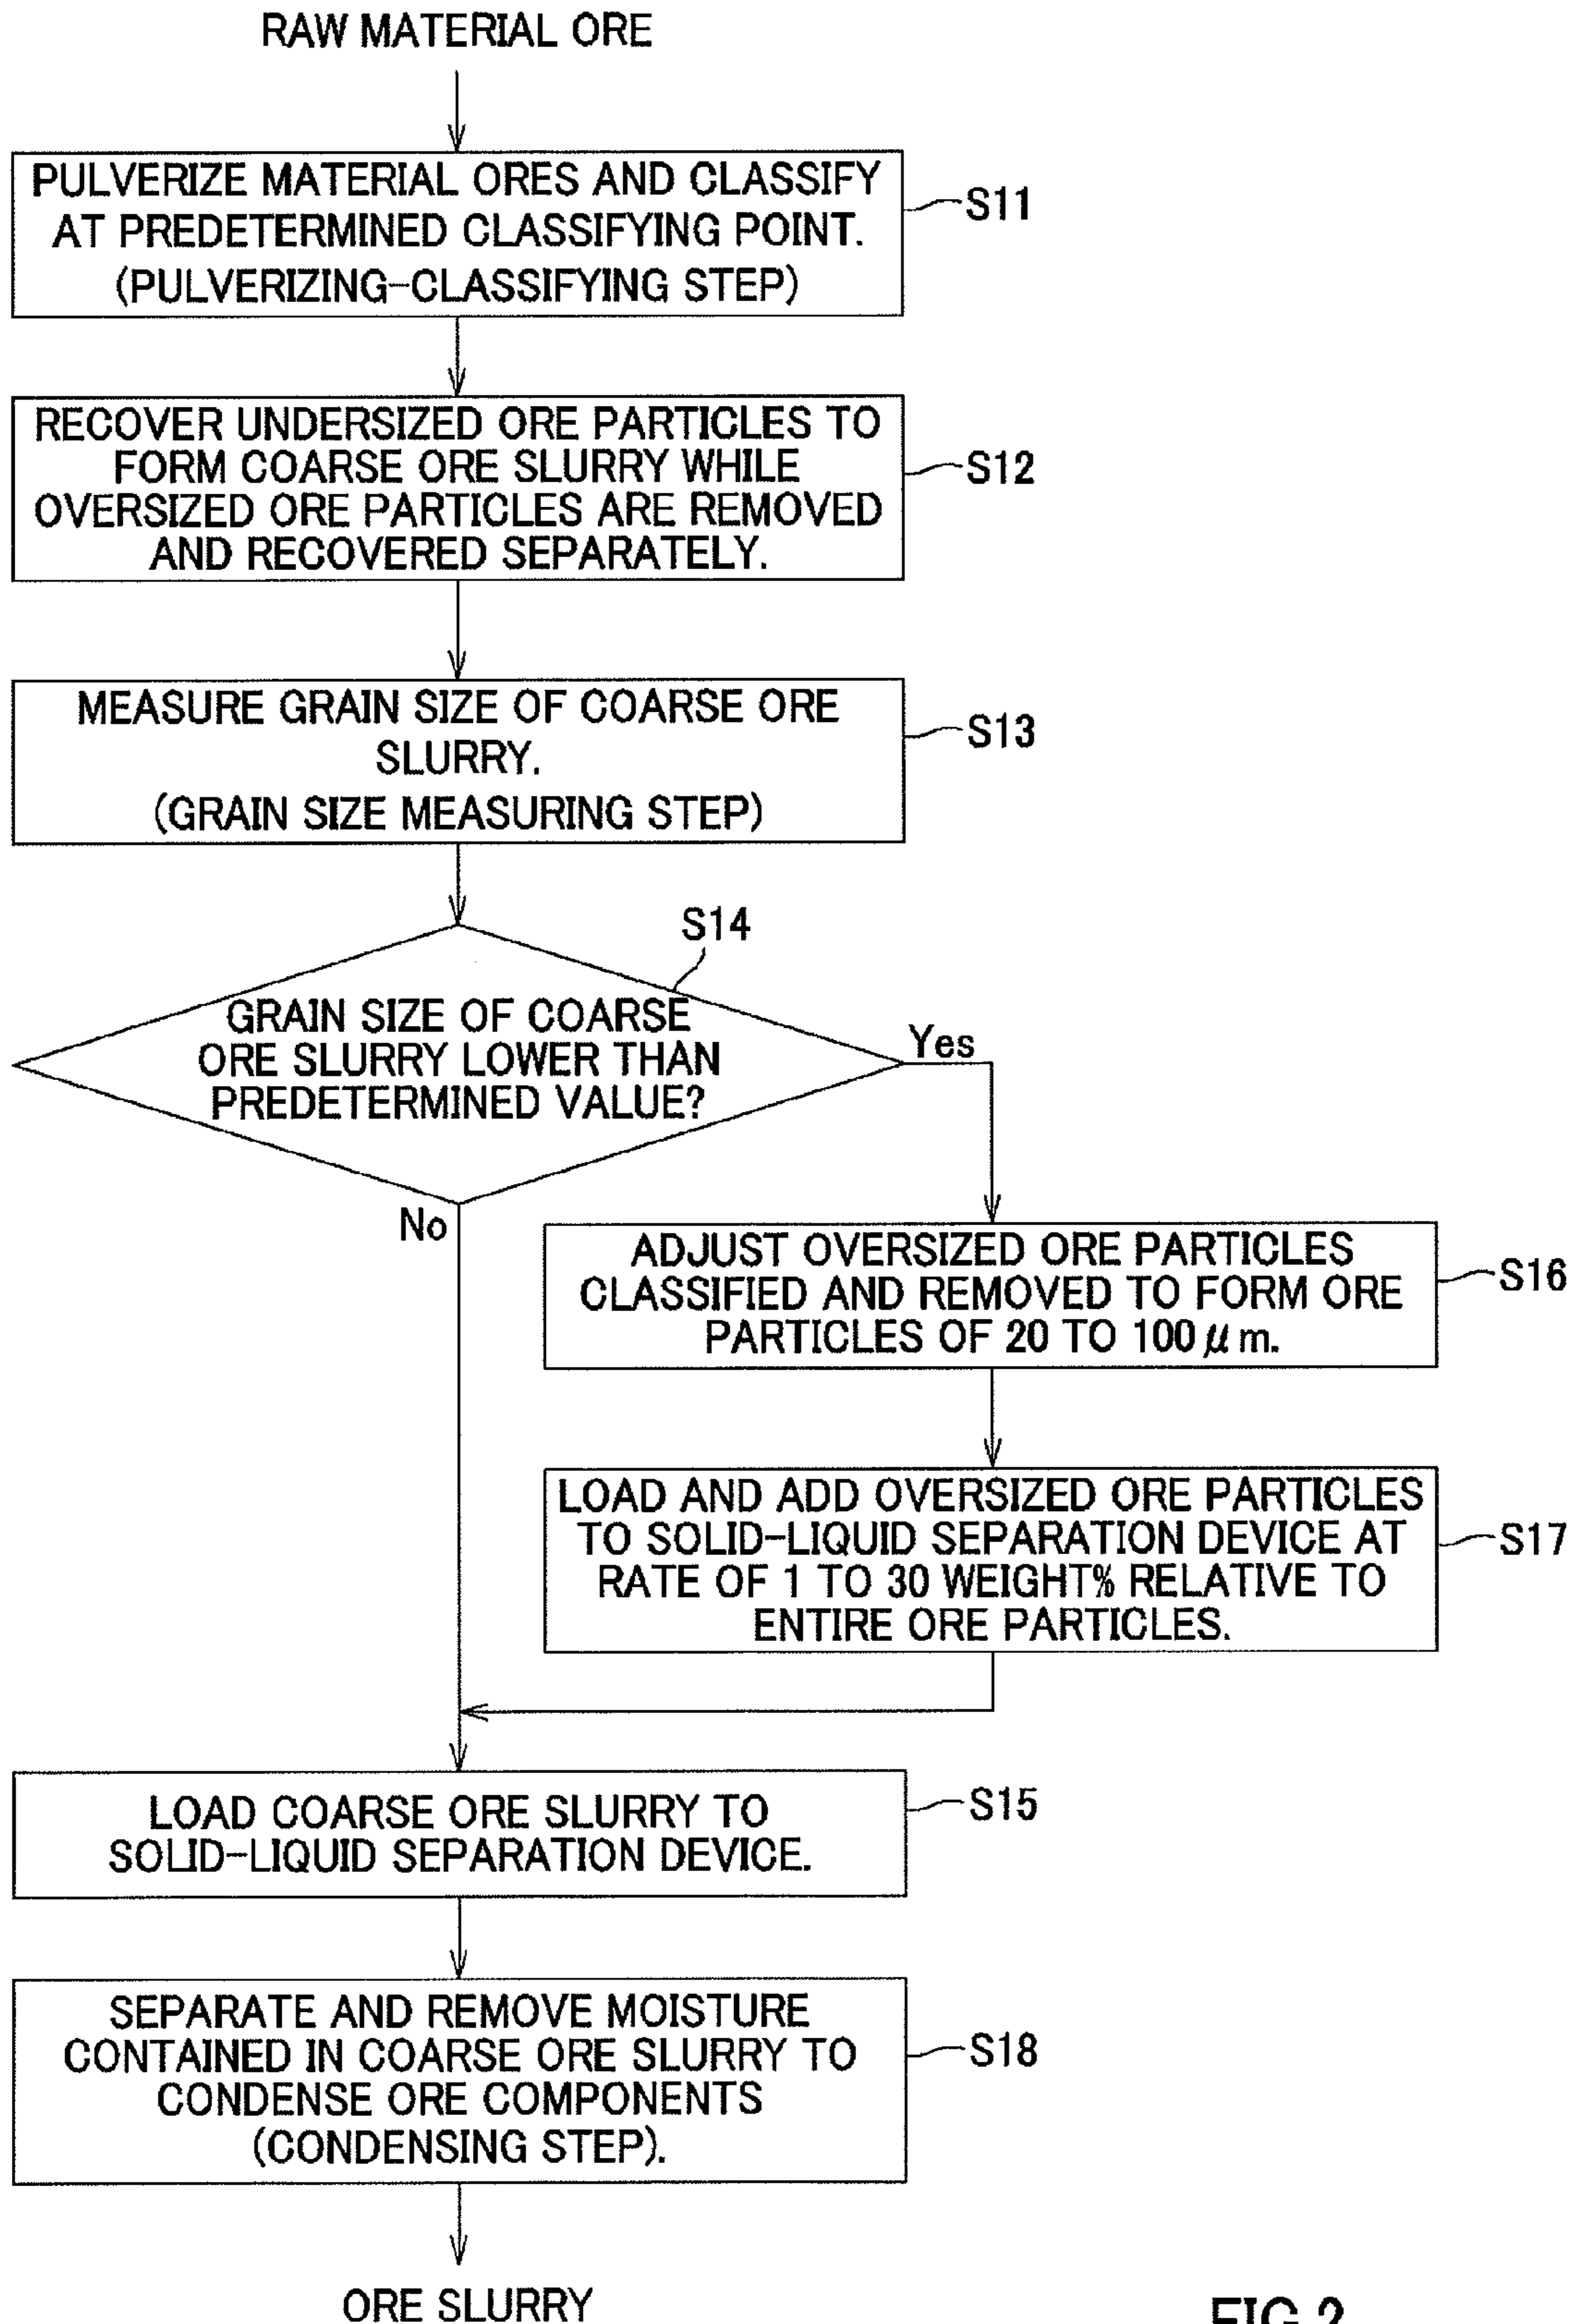 RAW MATERIAL ORE
PULVERIZE MATERIAL ORES AND CLASSIFY
AT PREDETERMINED CLASSIFYING POINT.
(PULVERIZING-CLASSIFYING STEP)
S11
RECOVER UNDERSIZED ORE PARTICLES TO
FORM COARSE ORE SLURRY WHILE
OVERSIZED ORE PARTICLES ARE REMOVED
AND RECOVERED SEPARATELY.
S12
MEASURE GRAIN SIZE OF COARSE ORE
SLURRY.
(GRAIN SIZE MEASURING STEP)
S13
S14
GRAIN SIZE OF COARSE
ORE SLURRY LOWER THAN
PREDETERMINED VALUE?
Yes
No
ADJUST OVERSIZED ORE PARTICLES
CLASSIFIED AND REMOVED TO FORM ORE
PARTICLES OF 20 TO 100μm.
S16
LOAD AND ADD OVERSIZED ORE PARTICLES
TO SOLID-LIQUID SEPARATION DEVICE AT
RATE OF 1 TO 30 WEIGHT% RELATIVE TO
ENTIRE ORE PARTICLES.
S17
LOAD COARSE ORE SLURRY TO
SOLID-LIQUID SEPARATION DEVICE.
S15
SEPARATE AND REMOVE MOISTURE
CONTAINED IN COARSE ORE SLURRY TO
CONDENSE ORE COMPONENTS
(CONDENSING STEP).
S18
ORE SLURRY
FIG.2